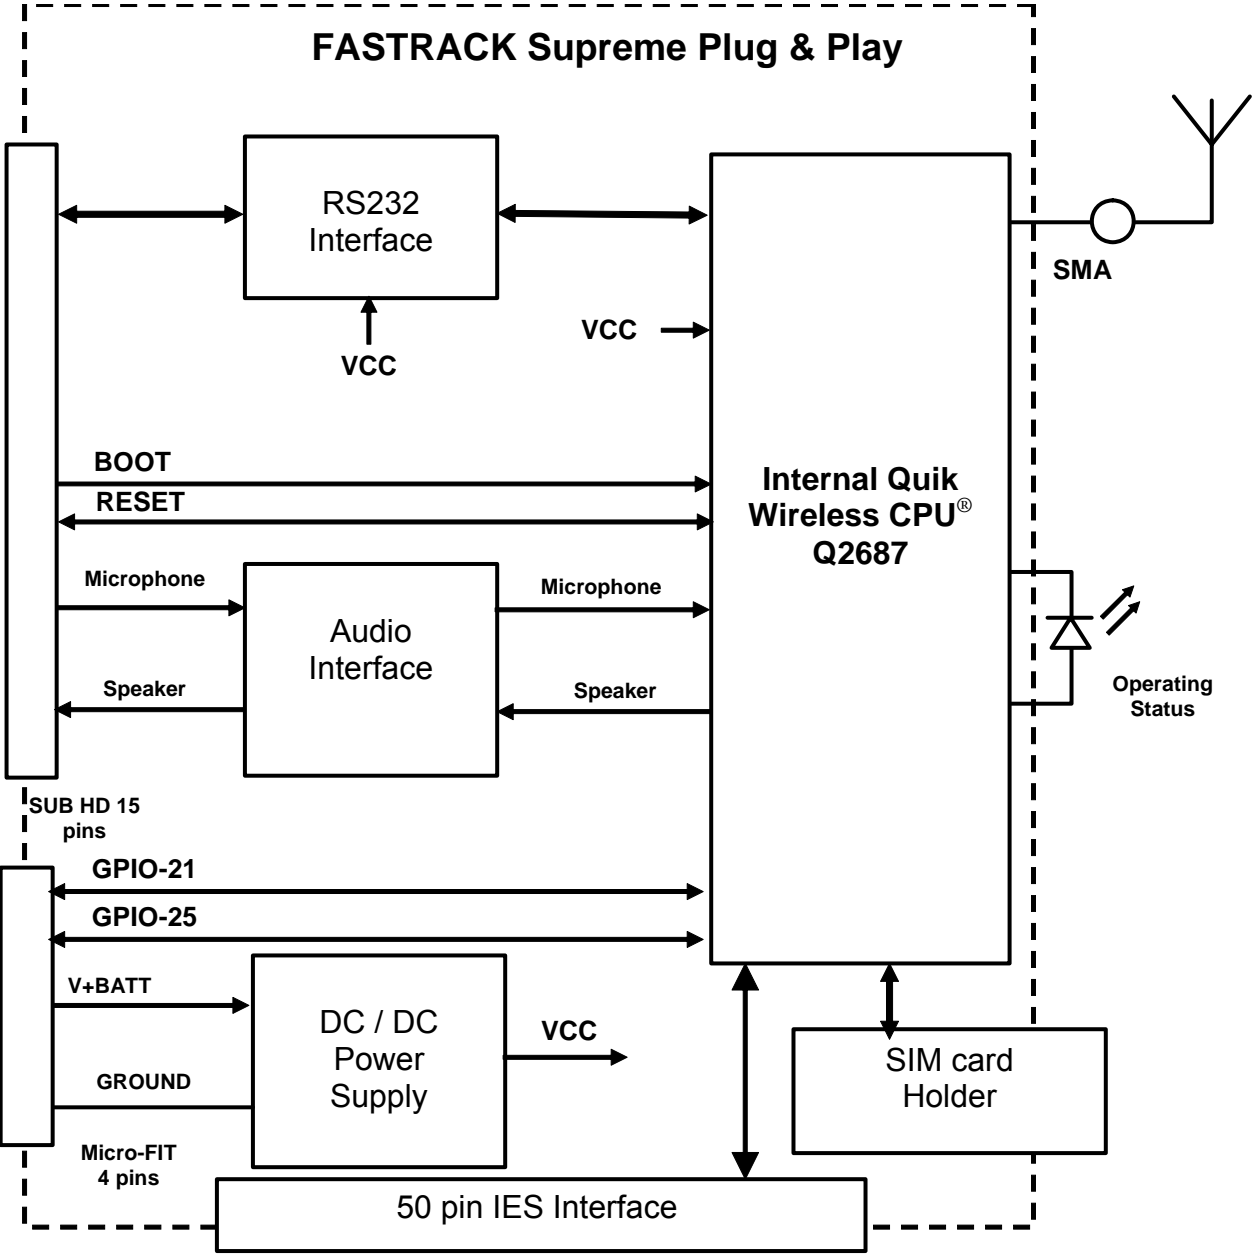 FASTRACK Supreme Plug & Play
RS232
Interface
SMA
VCC
VCC
BOOT
RESET
Internal Quik
Wireless CPU®
Q2687
Microphone
Microphone
Audio
Interface
Speaker
Speaker
Operating
Status
SUB HD 15
pins
GPIO-21
GPIO-25
V+BATT
DC / DC
Power
Supply
VCC
GROUND
SIM card
Holder
Micro-FIT
4 pins
50 pin IES Interface